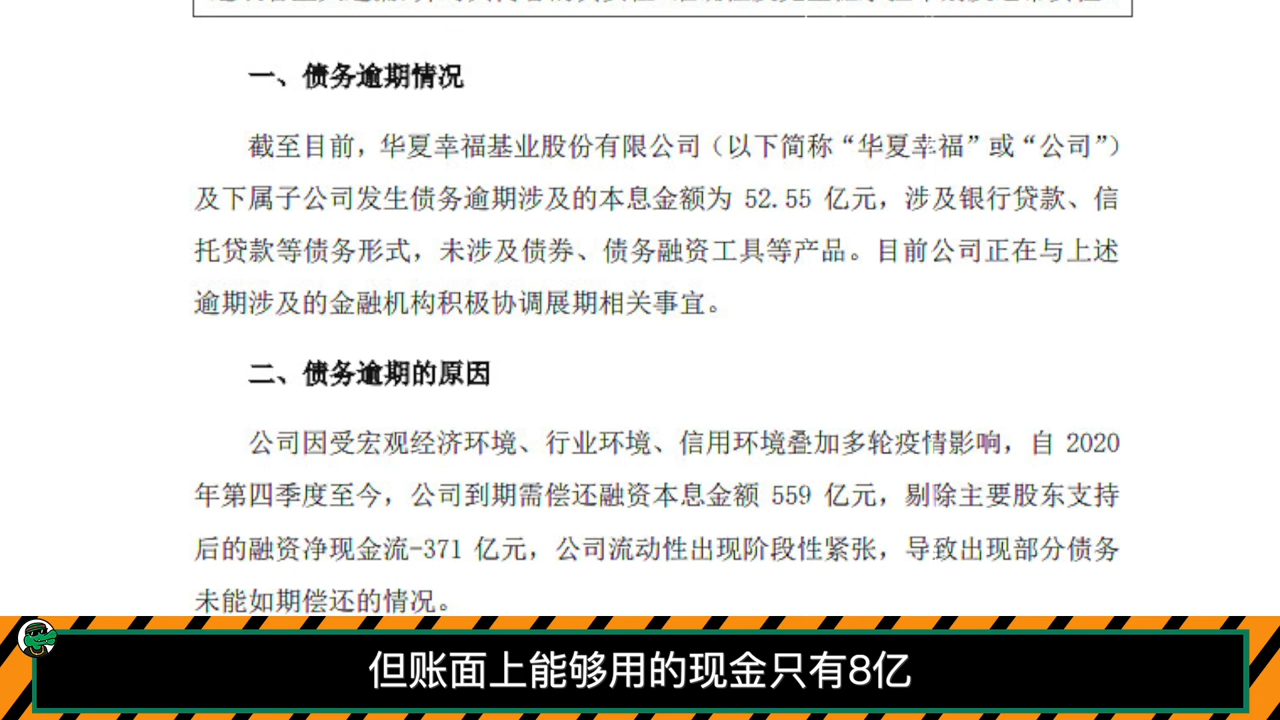 一、债务逾期情况
截至目前，华夏幸福基业股份有限公司（以下简称“华夏幸福”或“公司”）
及下属子公司发生债务逾期涉及的本息金额为 52.55 亿元，涉及银行贷款、信
托贷款等债务形式，未涉及债券、债务融资工具等产品。目前公司正在与上述
逾期涉及的金融机构积极协调展期相关事宜。
二、债务逾期的原因
公司因受宏观经济环境、行业环境、信用环境叠加多轮疫情影响，自 2020
年第四季度至今，公司到期需偿还融资本息金额 559 亿元，剔除主要股东支持
后的融资净现金流-371 亿元，公司流动性出现阶段性紧张，导致出现部分债务
未能如期偿还的情况。
但账面上能够用的现金只有8亿